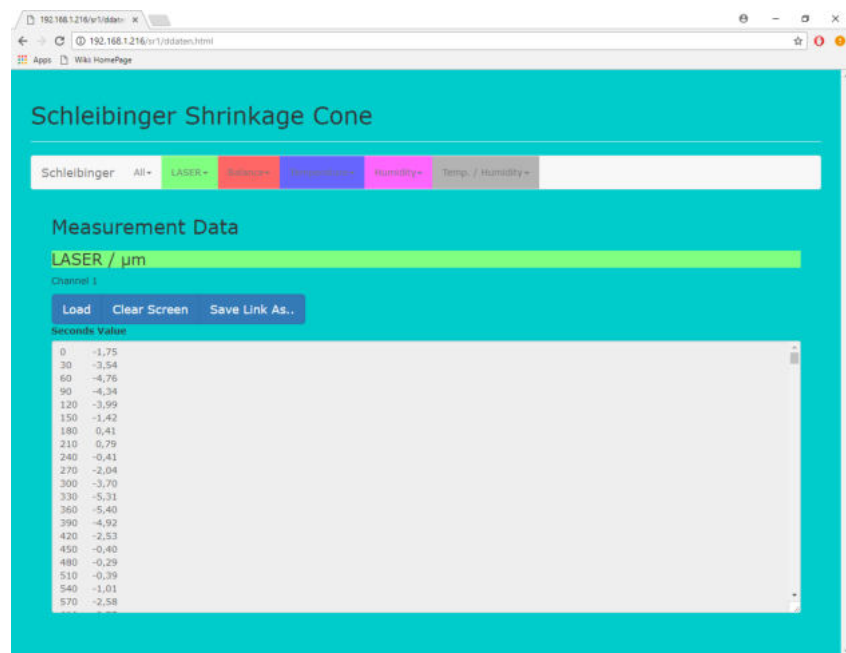 192.168.1.216/sr1/ddaten
192.168.1.216/sr1/ddaten.html
Apps Wiki HomePage
Schleibinger Shrinkage Cone
Schleibinger All LASER Balance Humidity Temp. / Humidity
Measurement Data
LASER / µm
Channel 1
Load Clear Screen Save Link As..
Seconds Value
0 -1,75
30 -3,54
60 -4,76
90 -4,34
120 -3,99
150 -1,42
180 0,41
210 0,79
240 -0,41
270 -2,04
300 -3,70
330 -5,31
360 -5,40
390 -4,92
420 -2,53
450 -0,40
480 -0,29
510 -0,39
540 -1,01
570 -2,58